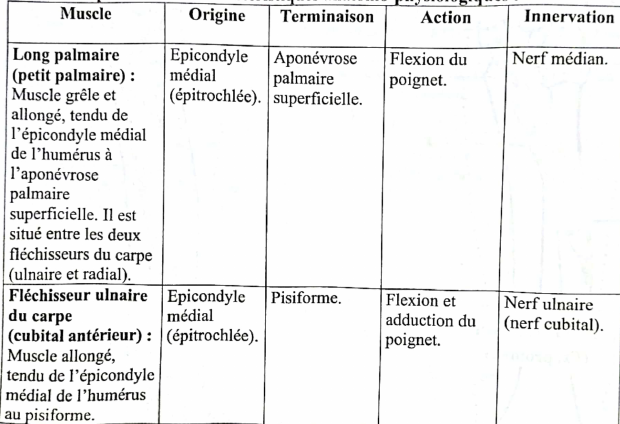 Muscle Origine Terminaison Action Innervation
Long palmaire
(petit palmaire) :
Muscle grêle et
allongé, tendu de
l'épicondyle médial
de l'humérus à
l'aponévrose
palmaire
superficielle. Il est
situé entre les deux
fléchisseurs du carpe
(ulnaire et radial).
Epicondyle
médial
(épitrochlée).
Aponévrose
palmaire
superficielle.
Flexion du
poignet.
Nerf médian.
Fléchisseur ulnaire
du carpe
(cubital antérieur) :
Muscle allongé,
tendu de l'épicondyle
médial de l'humérus
au pisiforme.
Epicondyle
médial
(épitrochlée).
Pisiforme.
Flexion et
adduction du
poignet.
Nerf ulnaire
(nerf cubital).